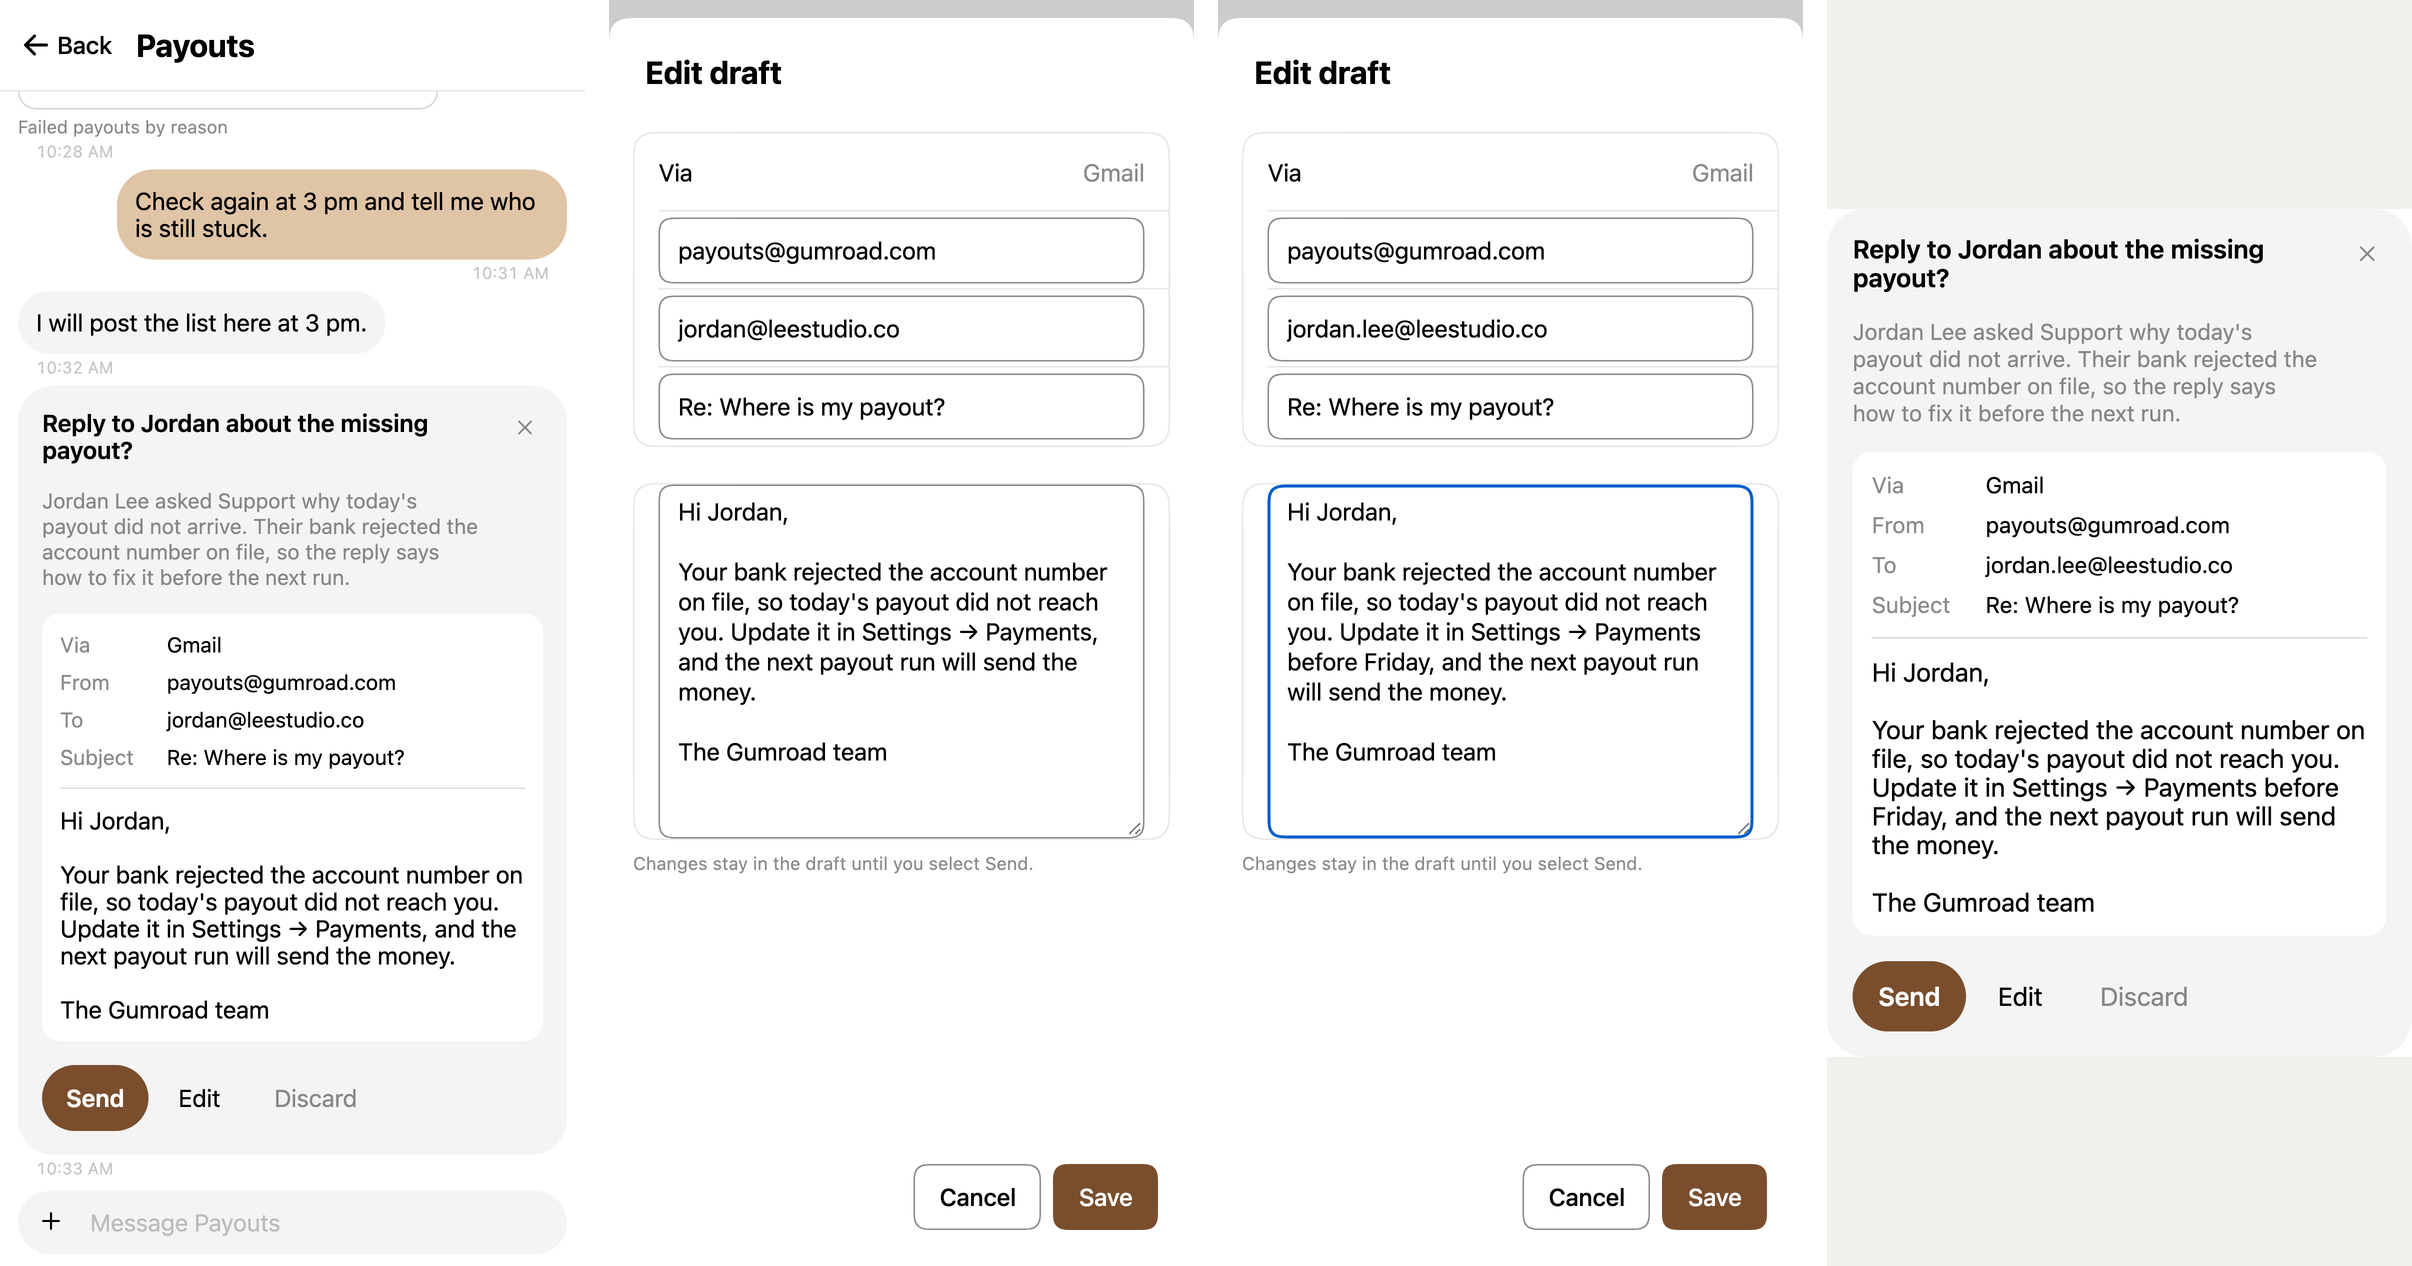 Back Payouts
Failed payouts by reason
10:28 AM
Check again at 3 pm and tell me who
is still stuck.
10:31 AM
I will post the list here at 3 pm.
10:32 AM
Reply to Jordan about the missing
payout?
Jordan Lee asked Support why today's
payout did not arrive. Their bank rejected the
account number on file, so the reply says
how to fix it before the next run.
Via Gmail
From payouts@gumroad.com
To jordan@leestudio.co
Subject Re: Where is my payout?
Hi Jordan,
Your bank rejected the account number on
file, so today's payout did not reach you.
Update it in Settings → Payments, and the
next payout run will send the money.
The Gumroad team
Send Edit Discard
10:33 AM
+ Message Payouts
Edit draft
Via Gmail
payouts@gumroad.com
jordan@leestudio.co
Re: Where is my payout?
Hi Jordan,
Your bank rejected the account number
on file, so today's payout did not reach
you. Update it in Settings → Payments,
and the next payout run will send the
money.
The Gumroad team
Changes stay in the draft until you select Send.
Cancel Save
Edit draft
Via Gmail
payouts@gumroad.com
jordan.lee@leestudio.co
Re: Where is my payout?
Hi Jordan,
Your bank rejected the account number
on file, so today's payout did not reach
you. Update it in Settings → Payments
before Friday, and the next payout run
will send the money.
The Gumroad team
Changes stay in the draft until you select Send.
Cancel Save
Reply to Jordan about the missing
payout?
Jordan Lee asked Support why today's
payout did not arrive. Their bank rejected the
account number on file, so the reply says
how to fix it before the next run.
Via Gmail
From payouts@gumroad.com
To jordan.lee@leestudio.co
Subject Re: Where is my payout?
Hi Jordan,
Your bank rejected the account number on
file, so today's payout did not reach you.
Update it in Settings → Payments before
Friday, and the next payout run will send
the money.
The Gumroad team
Send Edit Discard